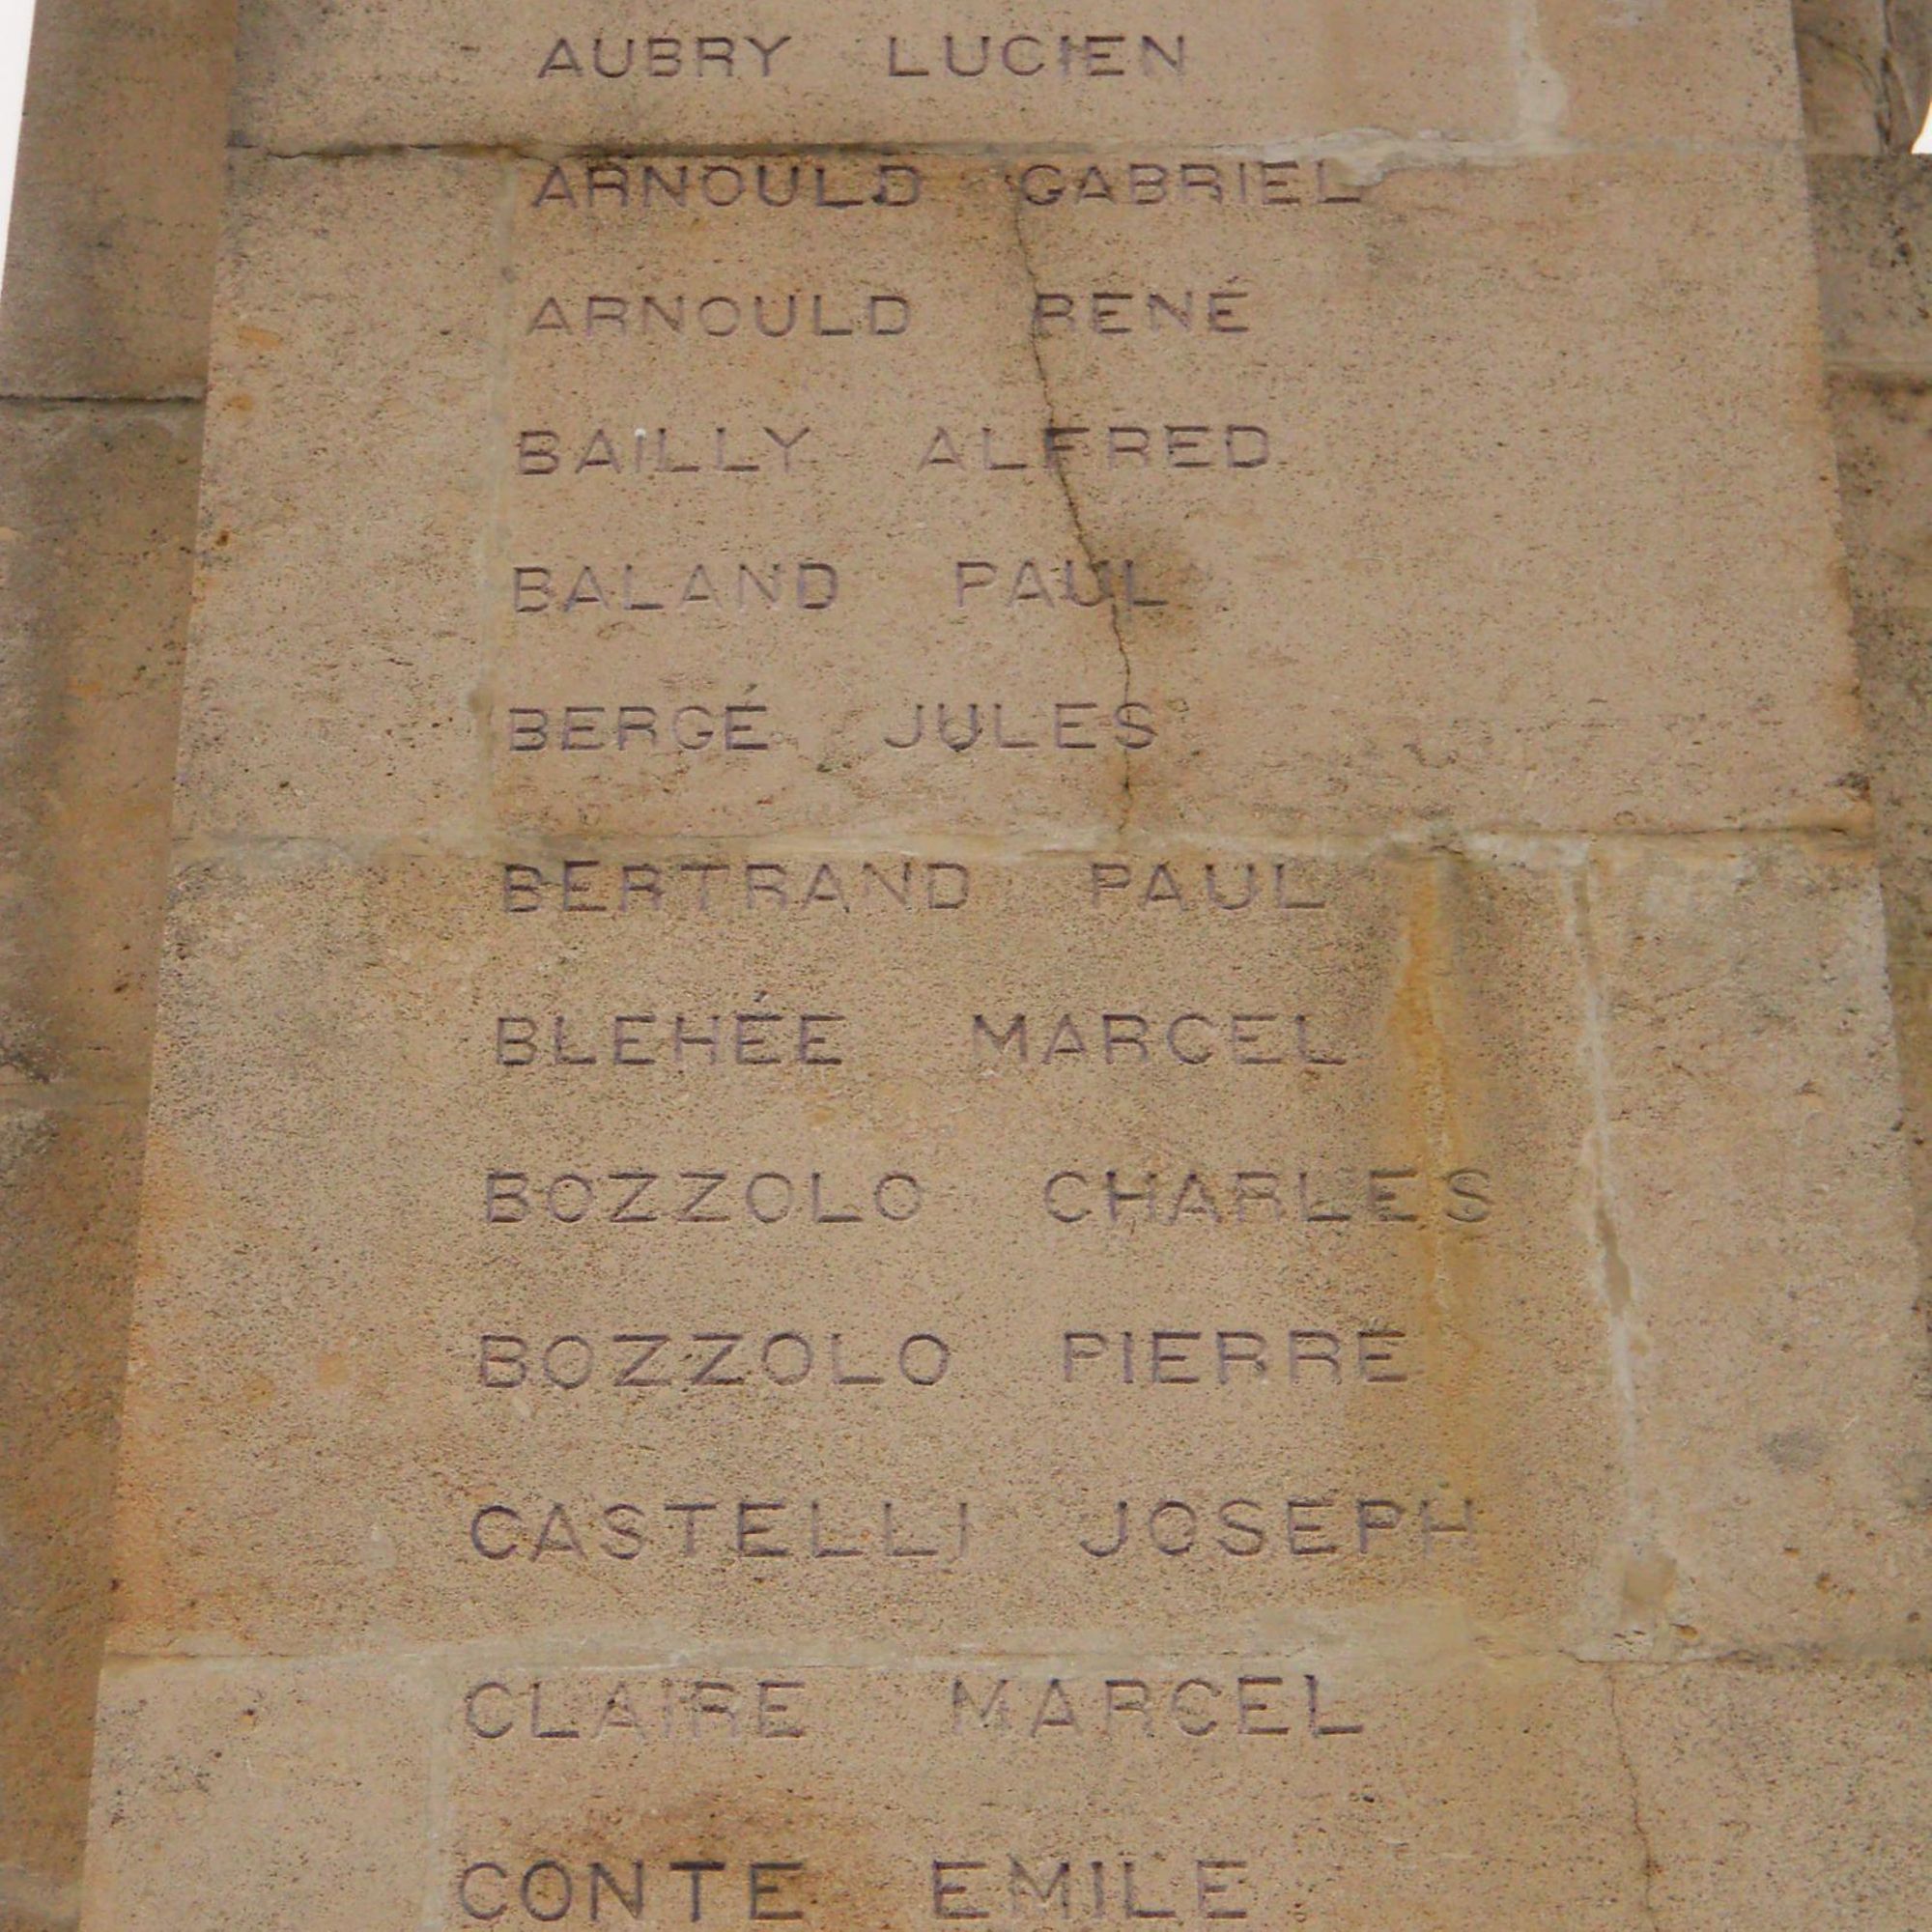 AUBRY LUCIEN
ARNOULD GABRIEL
ARNOULD RENÉ
BAILLY ALFRED
BALAND PAUL
BERGÉ JULES
BERTRAND PAUL
BLEHÉE MARCEL
BOZZOLO CHARLES
BOZZOLO PIERRE
CASTELLI JOSEPH
CLAIRE MARCEL
CONTE EMILE